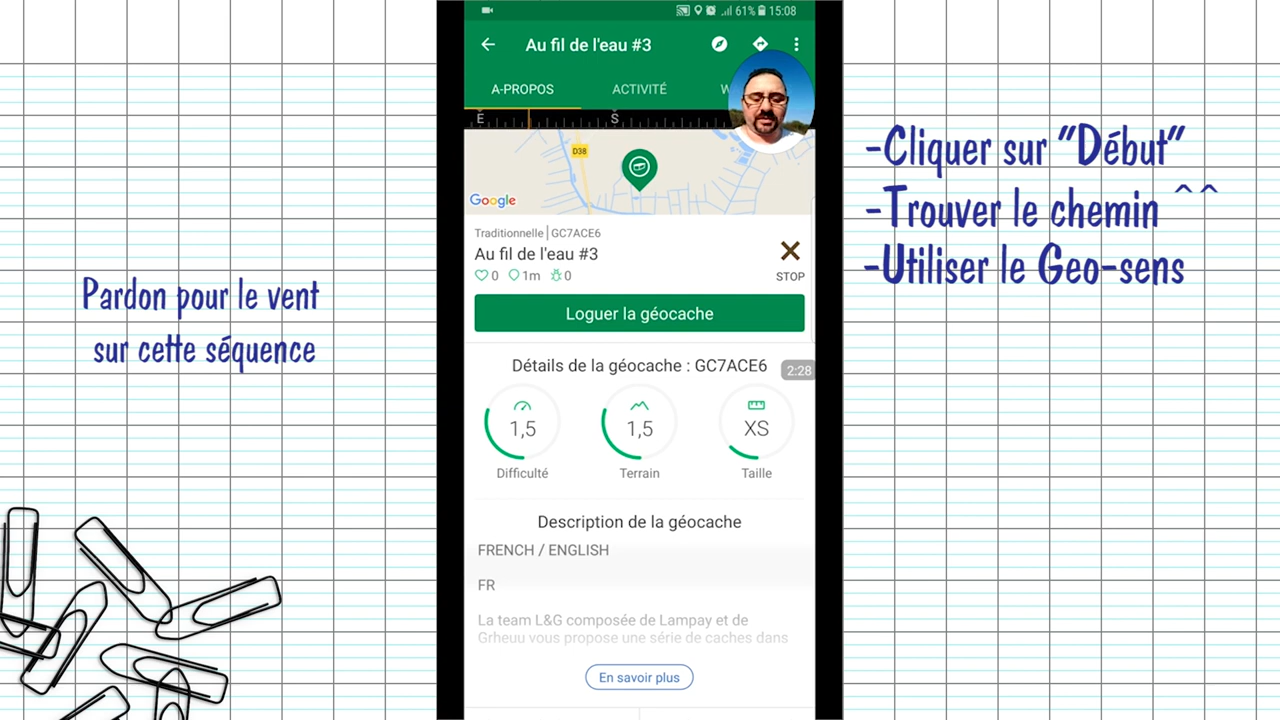 61% 15:08
Au fil de l'eau #3
A-PROPOS
ACTIVITÉ
W
E
S
D38
Google
Traditionnelle | GC7ACE6
Au fil de l'eau #3
0
1m
0
STOP
Loguer la géocache
Détails de la géocache : GC7ACE6
2:28
1,5
1,5
XS
Difficulté
Terrain
Taille
Description de la géocache
FRENCH / ENGLISH
FR
La team L&G composée de Lampay et de
Grheuu vous propose une série de caches dans
En savoir plus
Pardon pour le vent
sur cette séquence
-Cliquer sur "Début"
-Trouver le chemin ^^
-Utiliser le Geo-sens